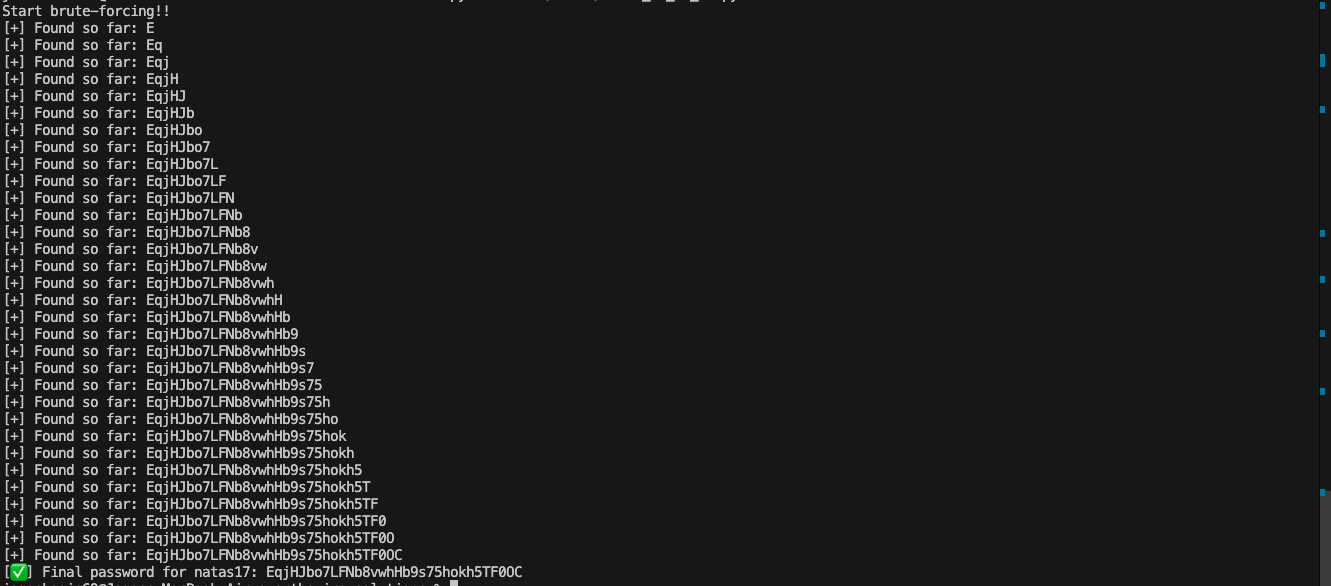 Start brute-forcing!!
[+] Found so far: E
[+] Found so far: Eq
[+] Found so far: Eqj
[+] Found so far: EqjH
[+] Found so far: EqjHJ
[+] Found so far: EqjHJb
[+] Found so far: EqjHJbo
[+] Found so far: EqjHJbo7
[+] Found so far: EqjHJbo7L
[+] Found so far: EqjHJbo7LF
[+] Found so far: EqjHJbo7LFN
[+] Found so far: EqjHJbo7LFNb
[+] Found so far: EqjHJbo7LFNb8
[+] Found so far: EqjHJbo7LFNb8v
[+] Found so far: EqjHJbo7LFNb8vw
[+] Found so far: EqjHJbo7LFNb8vwh
[+] Found so far: EqjHJbo7LFNb8vwhH
[+] Found so far: EqjHJbo7LFNb8vwhHb
[+] Found so far: EqjHJbo7LFNb8vwhHb9
[+] Found so far: EqjHJbo7LFNb8vwhHb9s
[+] Found so far: EqjHJbo7LFNb8vwhHb9s7
[+] Found so far: EqjHJbo7LFNb8vwhHb9s75
[+] Found so far: EqjHJbo7LFNb8vwhHb9s75h
[+] Found so far: EqjHJbo7LFNb8vwhHb9s75ho
[+] Found so far: EqjHJbo7LFNb8vwhHb9s75hok
[+] Found so far: EqjHJbo7LFNb8vwhHb9s75hokh
[+] Found so far: EqjHJbo7LFNb8vwhHb9s75hokh5
[+] Found so far: EqjHJbo7LFNb8vwhHb9s75hokh5T
[+] Found so far: EqjHJbo7LFNb8vwhHb9s75hokh5TF
[+] Found so far: EqjHJbo7LFNb8vwhHb9s75hokh5TF0
[+] Found so far: EqjHJbo7LFNb8vwhHb9s75hokh5TF0O
[+] Found so far: EqjHJbo7LFNb8vwhHb9s75hokh5TF0OC
[✅] Final password for natas17: EqjHJbo7LFNb8vwhHb9s75hokh5TF0OC